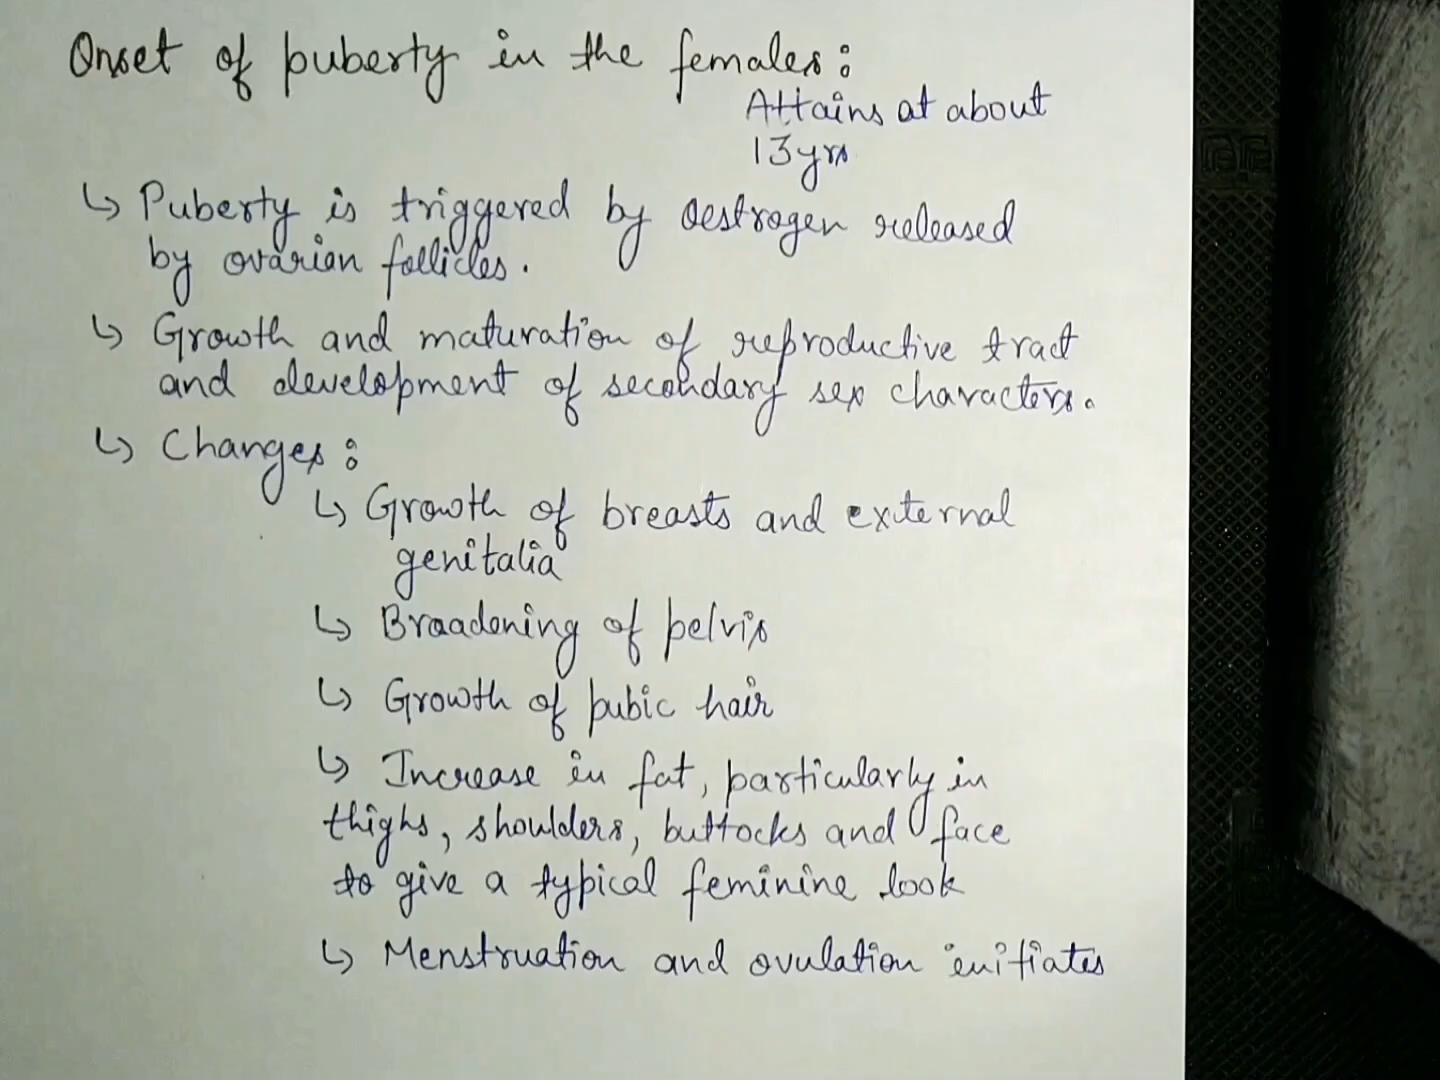 Onset of puberty in the females:
Attains at about
13yrs
↳ Puberty is triggered by oestrogen released
by ovarian follicles.
↳ Growth and maturation of reproductive tract
and development of secondary sex characters.
↳ Changes:
↳ Growth of breasts and external
genitalia
↳ Broadening of pelvis
↳ Growth of pubic hair
↳ Increase in fat, particularly in
thighs, shoulders, buttocks and face
to give a typical feminine look
↳ Menstruation and ovulation initiates